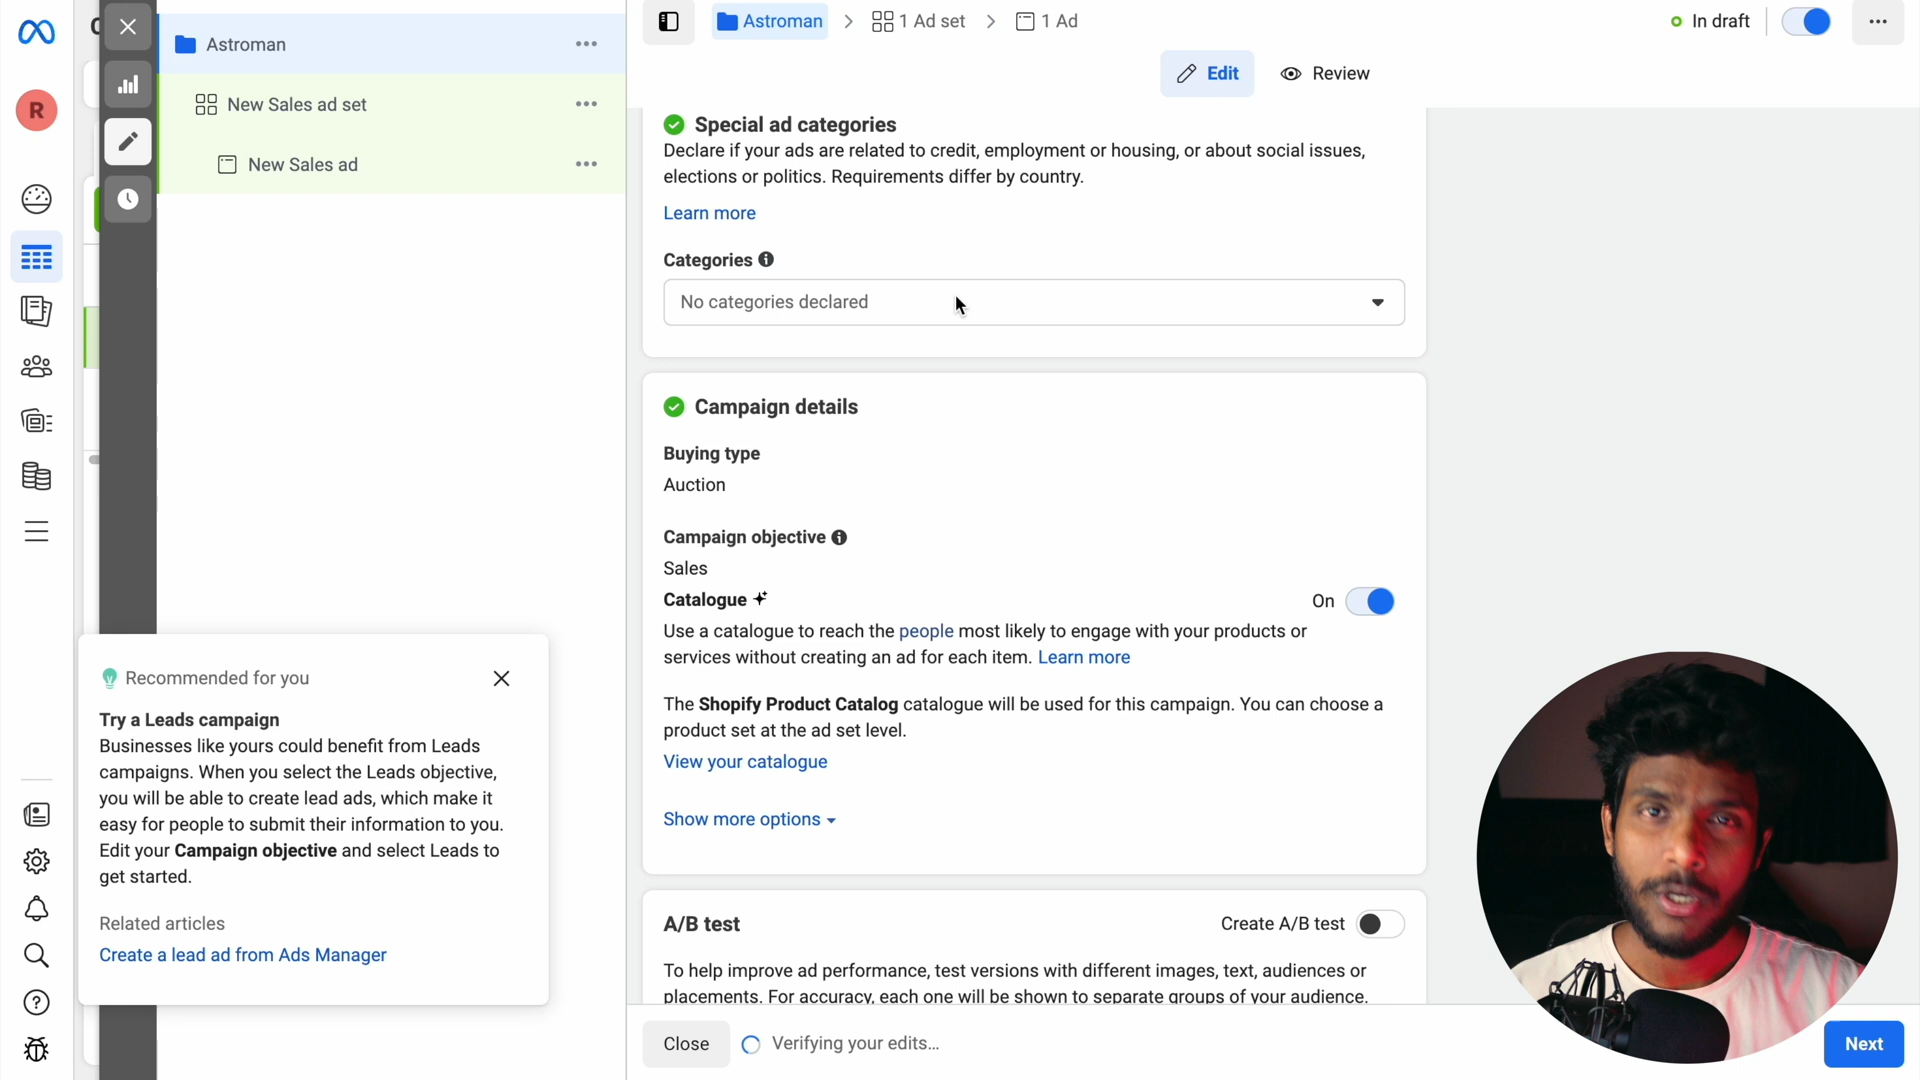 Astroman
1 Ad set
1 Ad
In draft
R
Astroman
New Sales ad set
New Sales ad
Edit
Review
Special ad categories
Declare if your ads are related to credit, employment or housing, or about social issues,
elections or politics. Requirements differ by country.
Learn more
Categories
No categories declared
Campaign details
Buying type
Auction
Campaign objective
Sales
Catalogue
On
Use a catalogue to reach the people most likely to engage with your products or
services without creating an ad for each item. Learn more
The Shopify Product Catalog catalogue will be used for this campaign. You can choose a
product set at the ad set level.
View your catalogue
Show more options
A/B test
Create A/B test
To help improve ad performance, test versions with different images, text, audiences or
placements. For accuracy, each one will be shown to separate groups of your audience.
Recommended for you
Try a Leads campaign
Businesses like yours could benefit from Leads
campaigns. When you select the Leads objective,
you will be able to create lead ads, which make it
easy for people to submit their information to you.
Edit your Campaign objective and select Leads to
get started.
Related articles
Create a lead ad from Ads Manager
Close
Verifying your edits...
Next